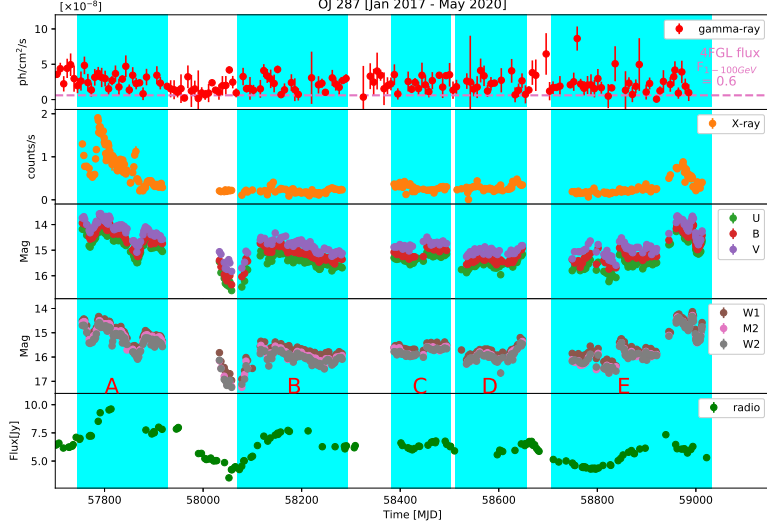 OJ 287 [Jan 2017 - May 2020]
[×10⁻⁸]
gamma-ray
10
5
0
ph/cm²/s
4FGL flux
F₁₋₁₀₀GeV
= 0.6
X-ray
2
1
0
counts/s
U
B
V
14
15
16
Mag
W1
M2
W2
14
15
16
17
Mag
A B C D E
radio
10.0
7.5
5.0
Flux[Jy]
57800 58000 58200 58400 58600 58800 59000
Time [MJD]